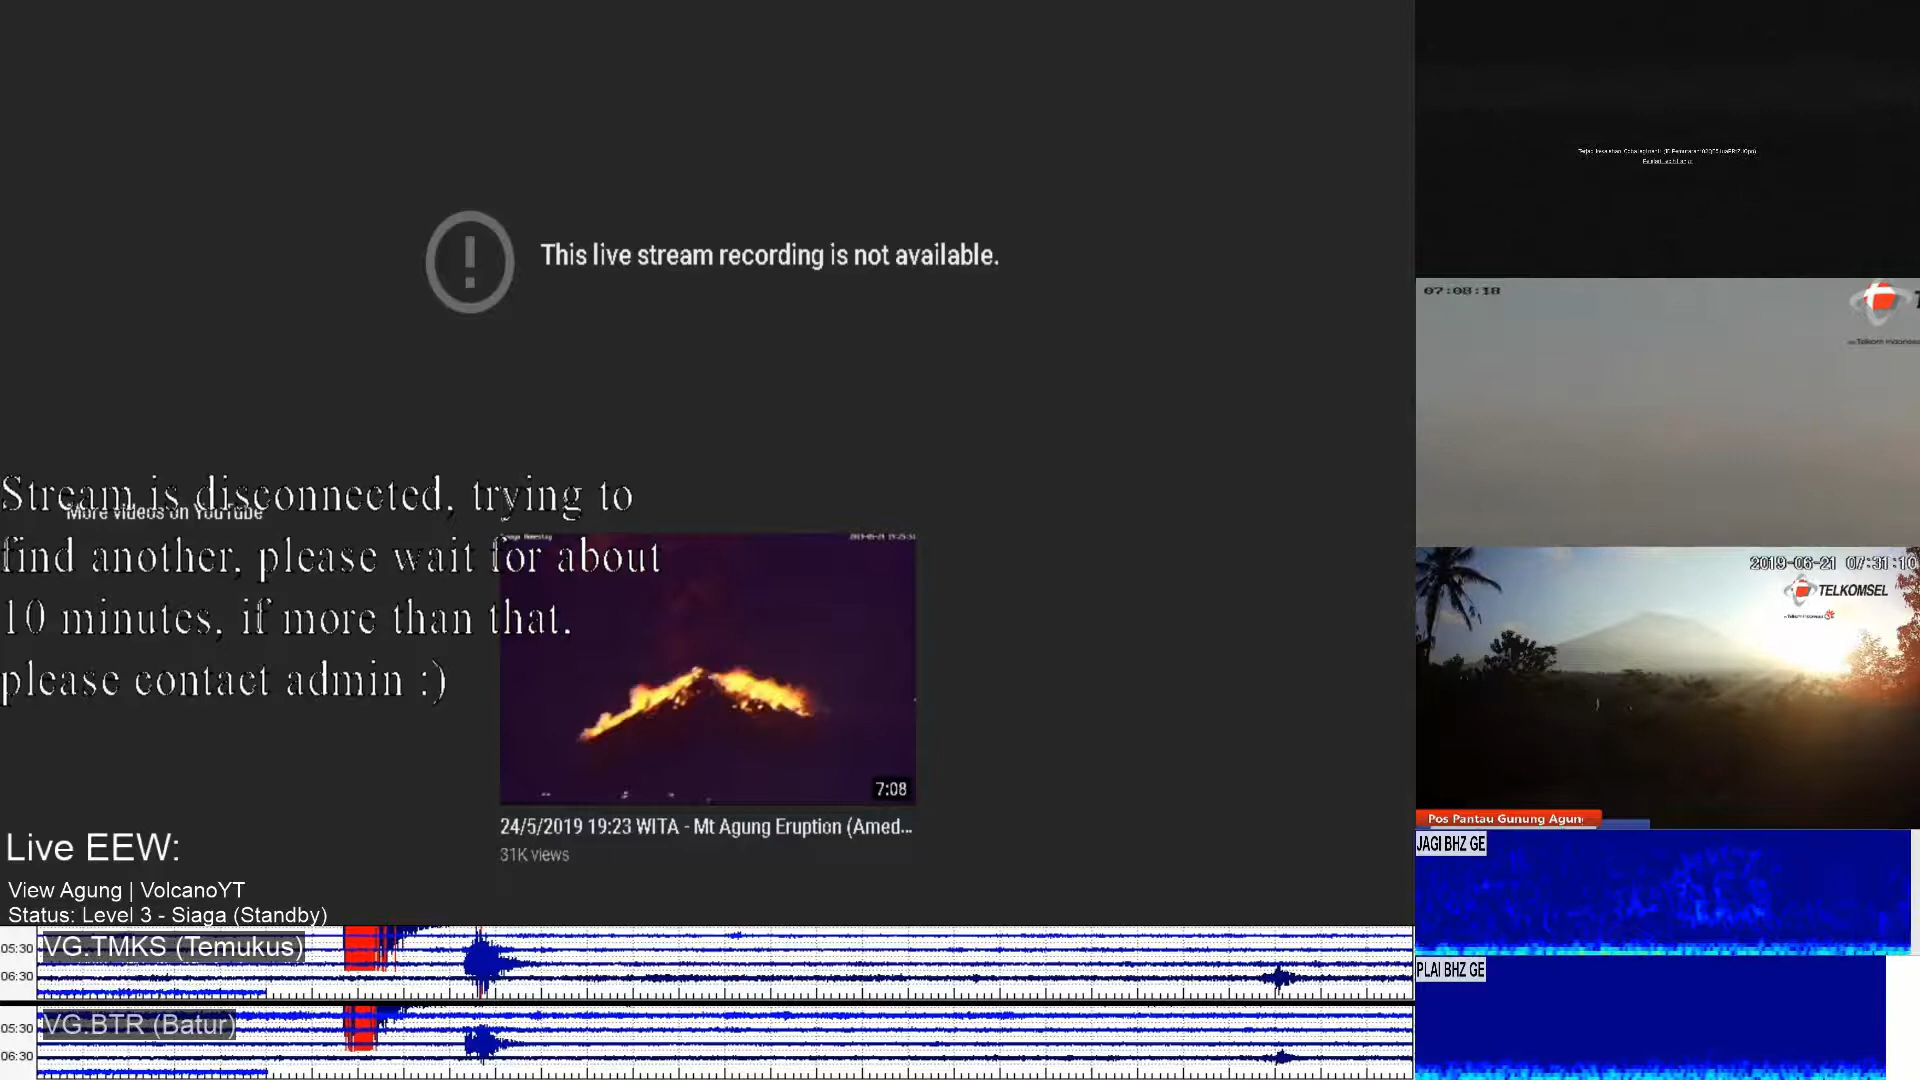 This live stream recording is not available.
More videos on YouTube
Stream is disconnected, trying to
find another, please wait for about
10 minutes, if more than that.
please contact admin :)
7:08
24/5/2019 19:23 WITA - Mt Agung Eruption (Amed...
31K views
Live EEW:
View Agung | VolcanoYT
Status: Level 3 - Siaga (Standby)
05:30
VG.TMKS (Temukus)
06:30
05:30
VG.BTR (Batur)
06:30
07:08:18
2019-06-21 07:31:10
TELKOMSEL
Pos Pantau Gunung Agung
JAGI BHZ GE
PLAI BHZ GE